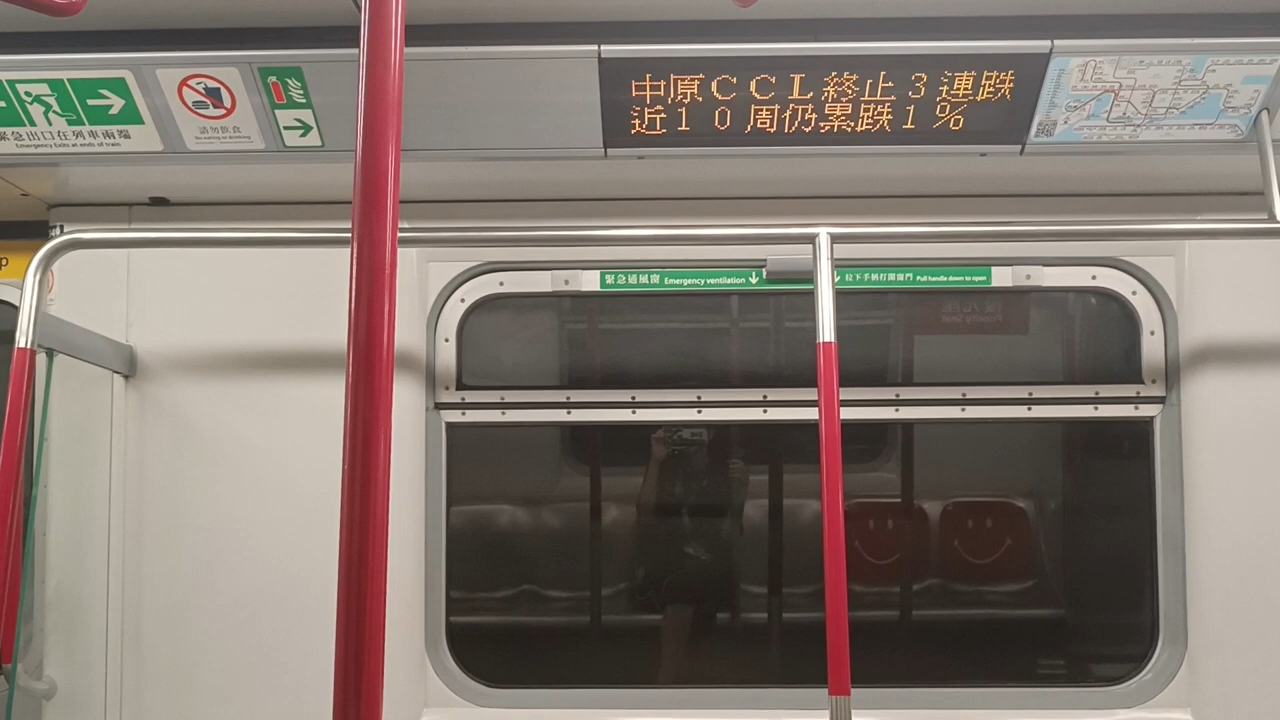 緊急出口在列車兩端
Emergency Exits at ends of train
請勿飲食
No eating or drinking
中原CCL終止3連跌
近10周仍累跌1%
p
緊急通風窗 Emergency ventilation
拉下手柄打開窗門 Pull handle down to open
Priority Seat